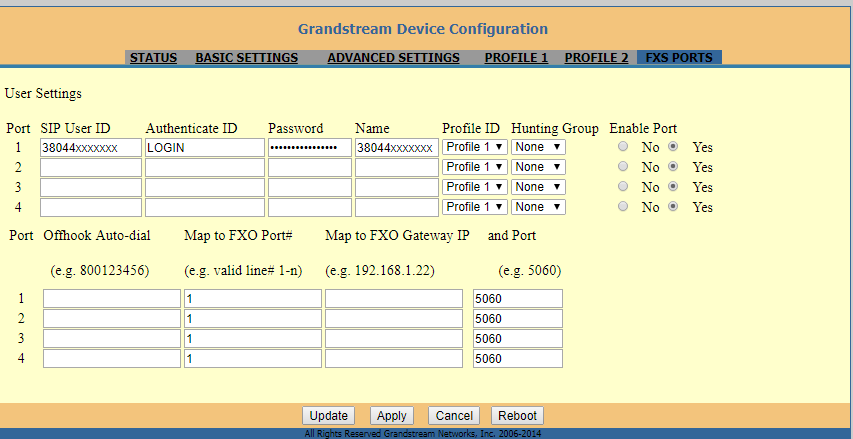 Grandstream Device Configuration
STATUS BASIC SETTINGS ADVANCED SETTINGS PROFILE 1 PROFILE 2 FXS PORTS
User Settings
Port SIP User ID Authenticate ID Password Name Profile ID Hunting Group Enable Port
1 38044xxxxxxx LOGIN •••••••••••••••• 38044xxxxxxx Profile 1 None No Yes
2 Profile 1 None No Yes
3 Profile 1 None No Yes
4 Profile 1 None No Yes
Port Offhook Auto-dial Map to FXO Port# Map to FXO Gateway IP and Port
(e.g. 800123456) (e.g. valid line# 1-n) (e.g. 192.168.1.22) (e.g. 5060)
1 1 5060
2 1 5060
3 1 5060
4 1 5060
Update Apply Cancel Reboot
All Rights Reserved Grandstream Networks, Inc. 2006-2014